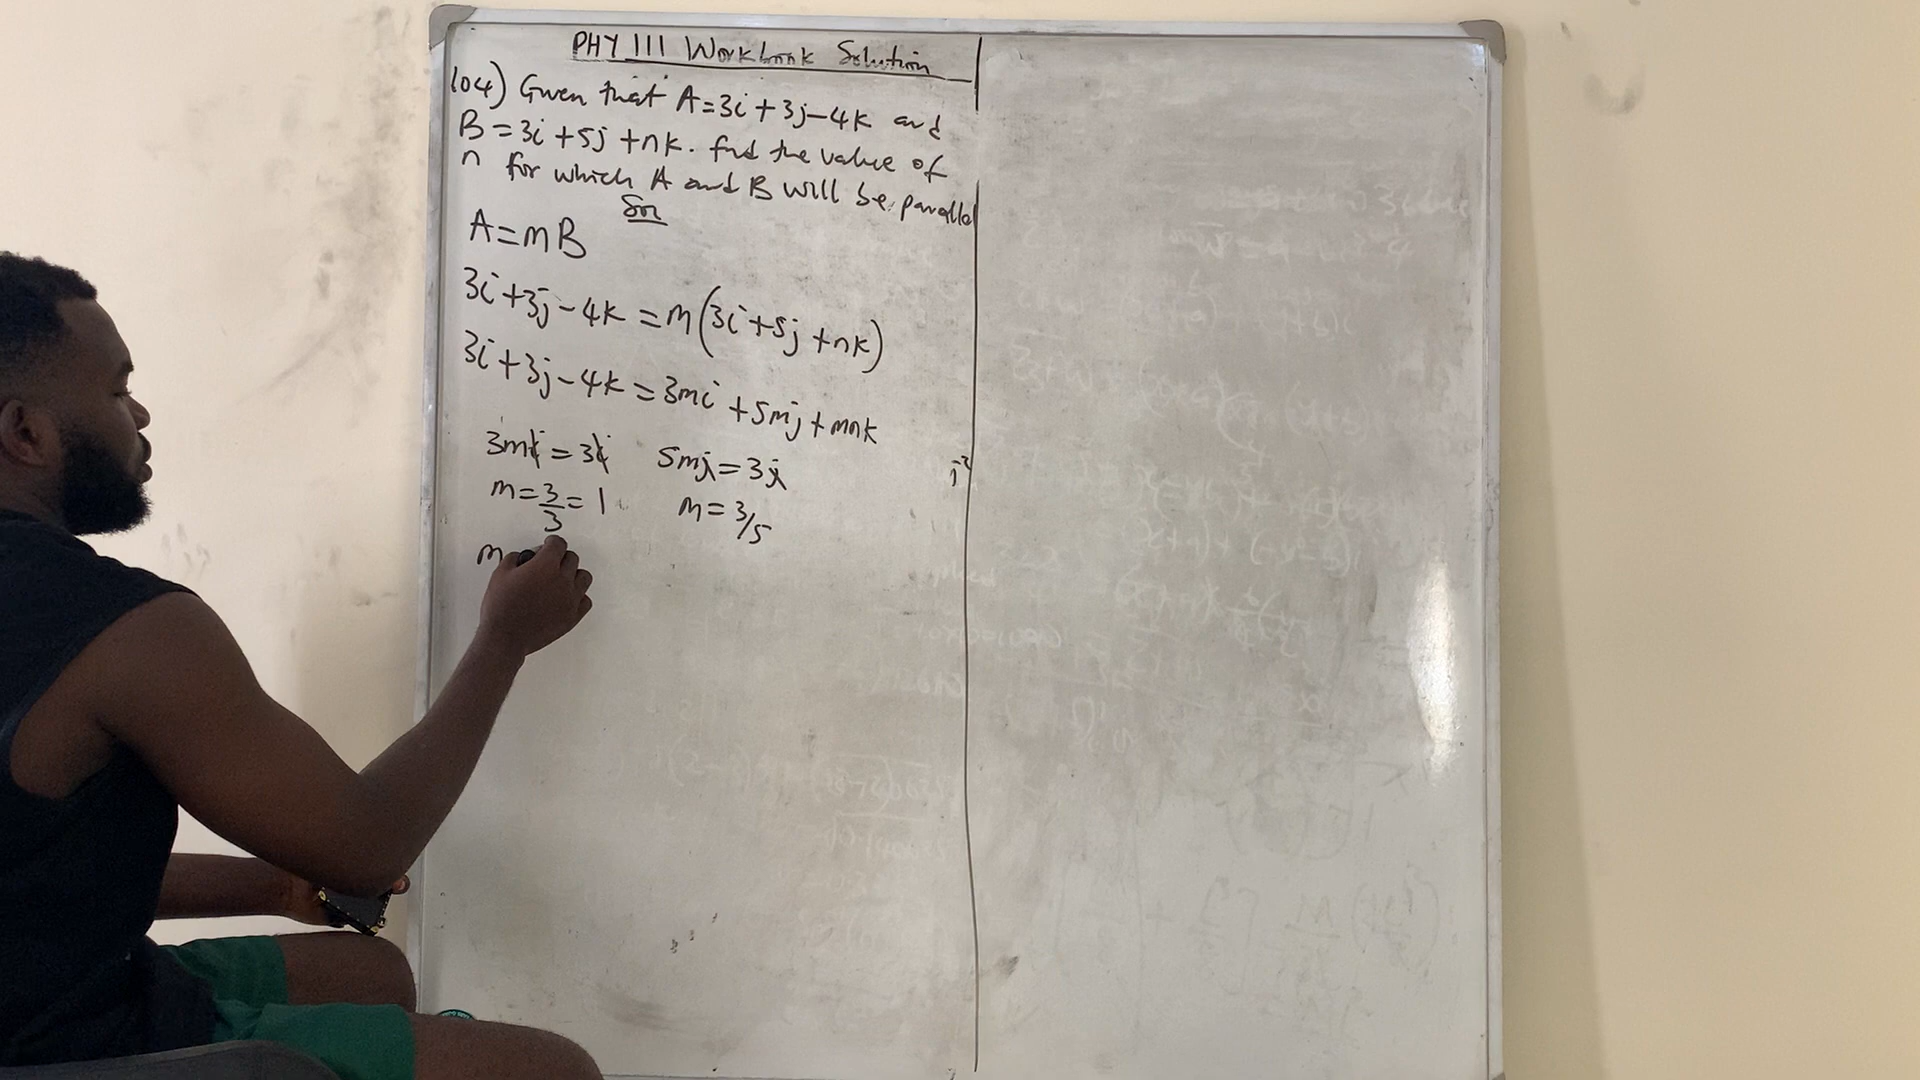 PHY 111 Workbook Solution
104) Given that A=3i+3j-4k and
B=3i+5j+nk. find the value of
n for which A and B will be parallel
Sol
A=mB
3i+3j-4k=m(3i+5j+nk)
3i+3j-4k=3mi+5mj+mnk
3mi=3i 5mj=3j
m=3/3=1 m=3/5
m